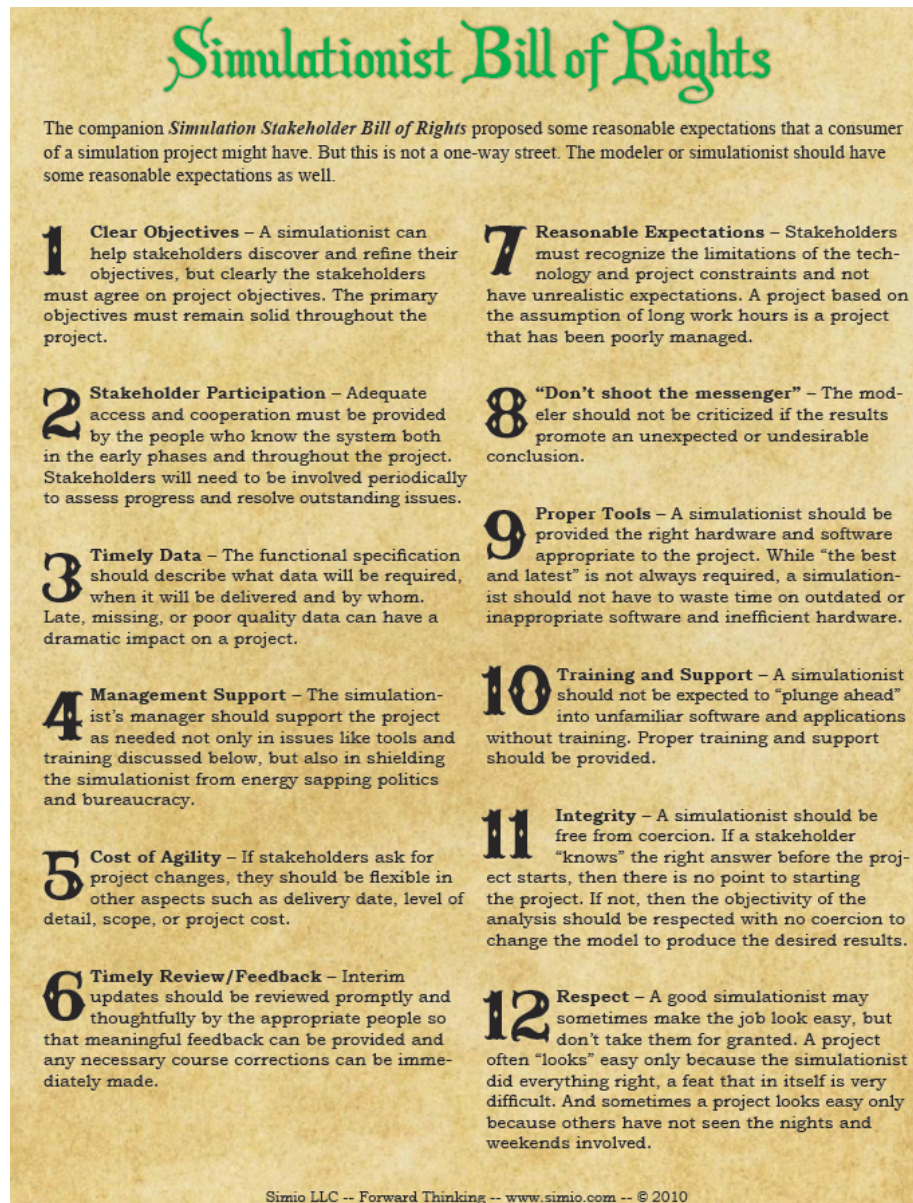 Simulationist Bill of Rights
The companion Simulation Stakeholder Bill of Rights proposed some reasonable expectations that a consumer
of a simulation project might have. But this is not a one-way street. The modeler or simulationist should have
some reasonable expectations as well.
1 Clear Objectives – A simulationist can
help stakeholders discover and refine their
objectives, but clearly the stakeholders
must agree on project objectives. The primary
objectives must remain solid throughout the
project.
2 Stakeholder Participation – Adequate
access and cooperation must be provided
by the people who know the system both
in the early phases and throughout the project.
Stakeholders will need to be involved periodically
to assess progress and resolve outstanding issues.
3 Timely Data – The functional specification
should describe what data will be required,
when it will be delivered and by whom.
Late, missing, or poor quality data can have a
dramatic impact on a project.
4 Management Support – The simulation-
ist's manager should support the project
as needed not only in issues like tools and
training discussed below, but also in shielding
the simulationist from energy sapping politics
and bureaucracy.
5 Cost of Agility – If stakeholders ask for
project changes, they should be flexible in
other aspects such as delivery date, level of
detail, scope, or project cost.
6 Timely Review/Feedback – Interim
updates should be reviewed promptly and
thoughtfully by the appropriate people so
that meaningful feedback can be provided and
any necessary course corrections can be imme-
diately made.
7 Reasonable Expectations – Stakeholders
must recognize the limitations of the tech-
nology and project constraints and not
have unrealistic expectations. A project based on
the assumption of long work hours is a project
that has been poorly managed.
8 "Don't shoot the messenger" – The mod-
eler should not be criticized if the results
promote an unexpected or undesirable
conclusion.
9 Proper Tools – A simulationist should be
provided the right hardware and software
appropriate to the project. While "the best
and latest" is not always required, a simulation-
ist should not have to waste time on outdated or
inappropriate software and inefficient hardware.
10 Training and Support – A simulationist
should not be expected to "plunge ahead"
into unfamiliar software and applications
without training. Proper training and support
should be provided.
11 Integrity – A simulationist should be
free from coercion. If a stakeholder
"knows" the right answer before the proj-
ect starts, then there is no point to starting
the project. If not, then the objectivity of the
analysis should be respected with no coercion to
change the model to produce the desired results.
12 Respect – A good simulationist may
sometimes make the job look easy, but
don't take them for granted. A project
often "looks" easy only because the simulationist
did everything right, a feat that in itself is very
difficult. And sometimes a project looks easy only
because others have not seen the nights and
weekends involved.
Simio LLC -- Forward Thinking -- www.simio.com -- © 2010